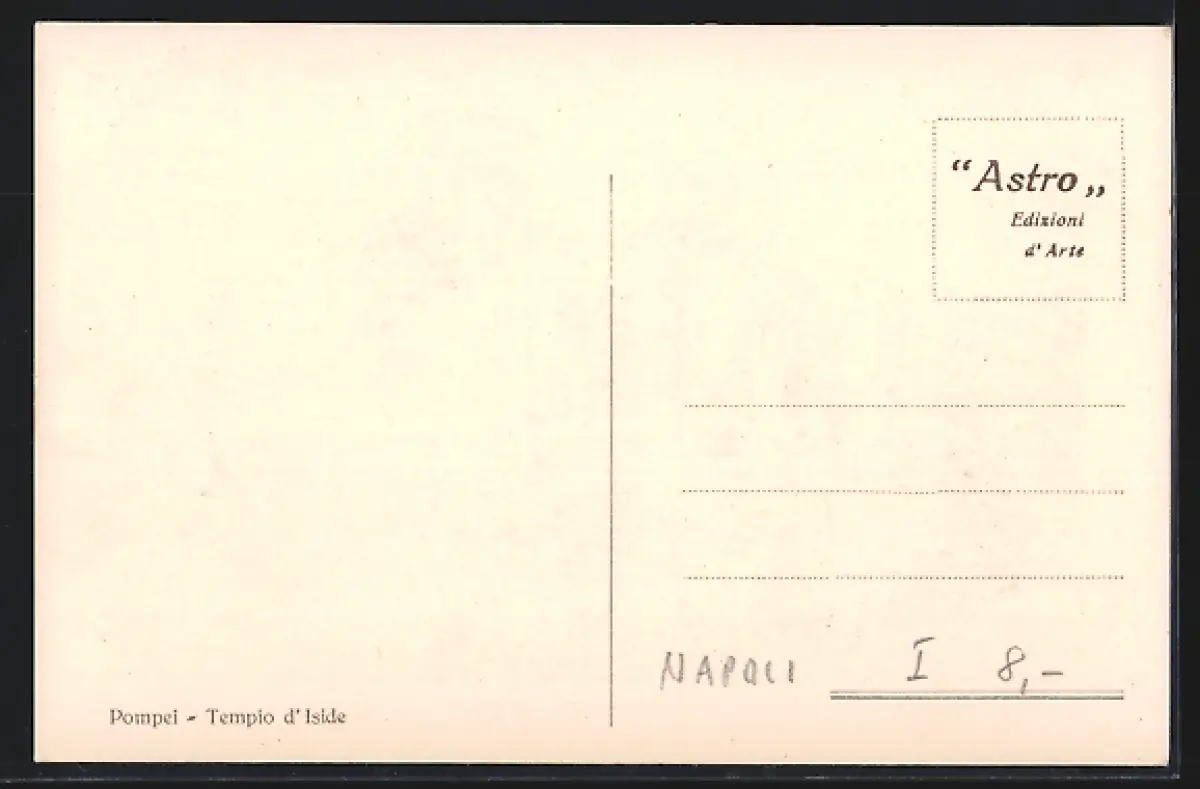 “Astro„
Edizioni
d' Arte
NAPOLI I 8,-
Pompei - Tempio d' Iside